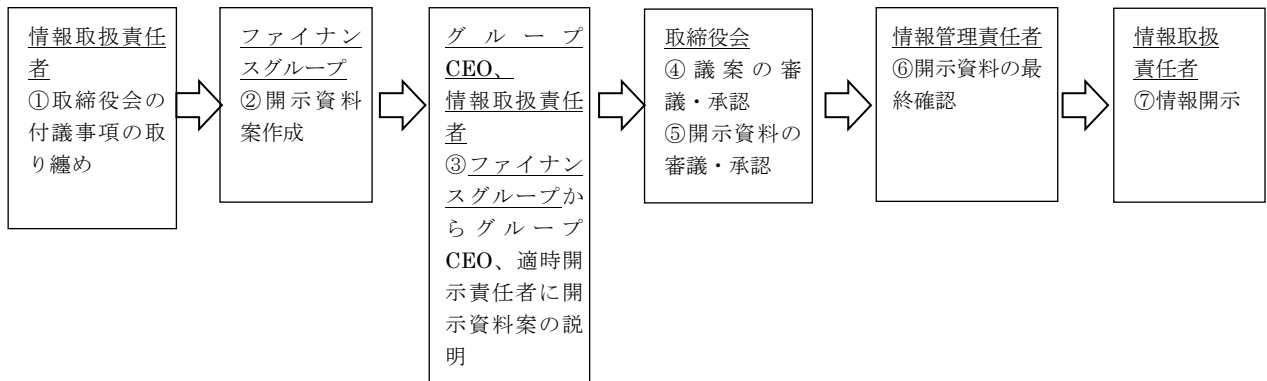 情報取扱責任
者
①取締役会の
付議事項の取
り纏め
ファイナン
スグループ
②開示資料
案作成
グループ
CEO、
情報取扱責任
者
③ファイナン
スグループか
らグループ
CEO、適時開
示責任者に開
示資料案の説
明
取締役会
④議案の審
議・承認
⑤開示資料の
審議・承認
情報管理責任者
⑥開示資料の最
終確認
情報取扱
責任者
⑦情報開示